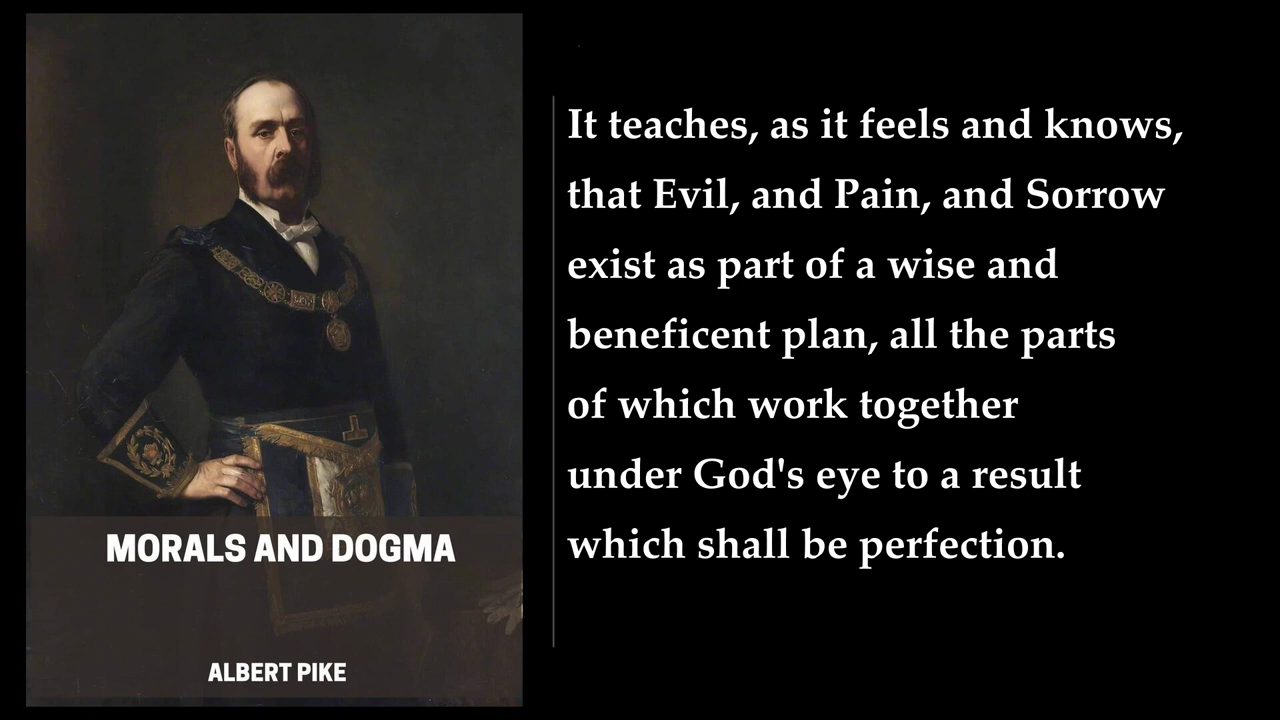 MORALS AND DOGMA
ALBERT PIKE
It teaches, as it feels and knows,
that Evil, and Pain, and Sorrow
exist as part of a wise and
beneficent plan, all the parts
of which work together
under God's eye to a result
which shall be perfection.